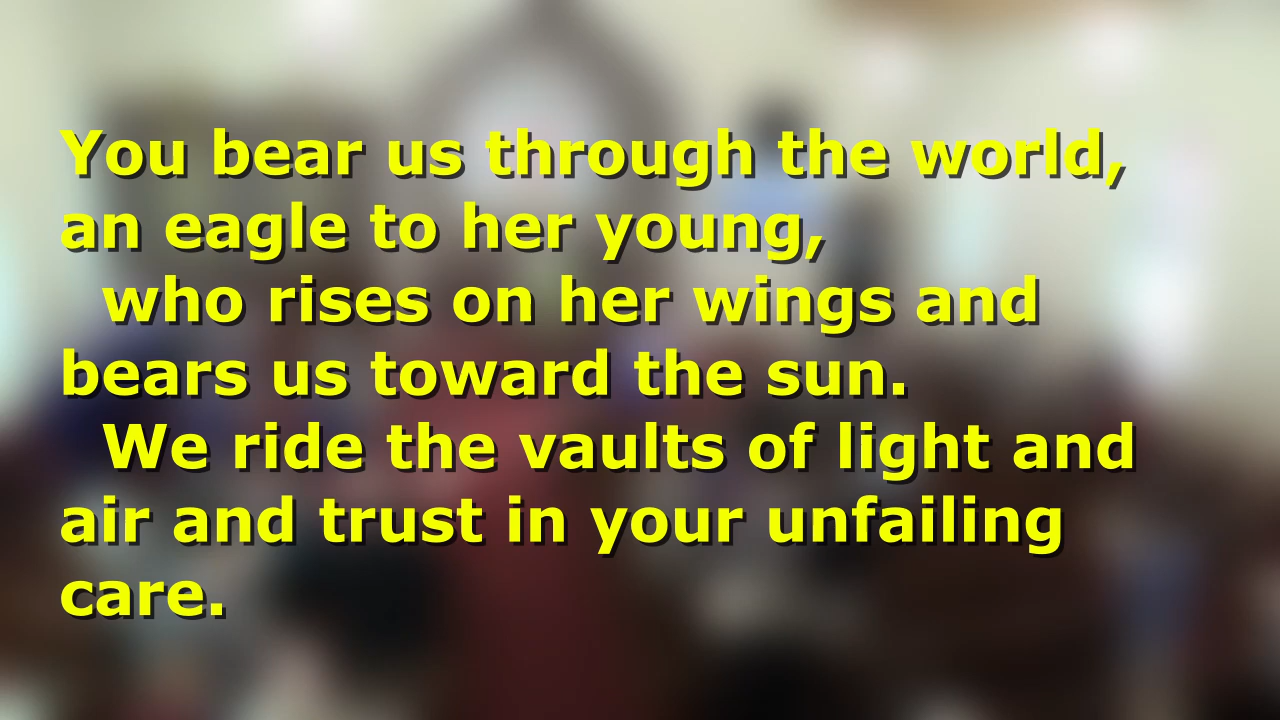 You bear us through the world,
an eagle to her young,
who rises on her wings and
bears us toward the sun.
We ride the vaults of light and
air and trust in your unfailing
care.